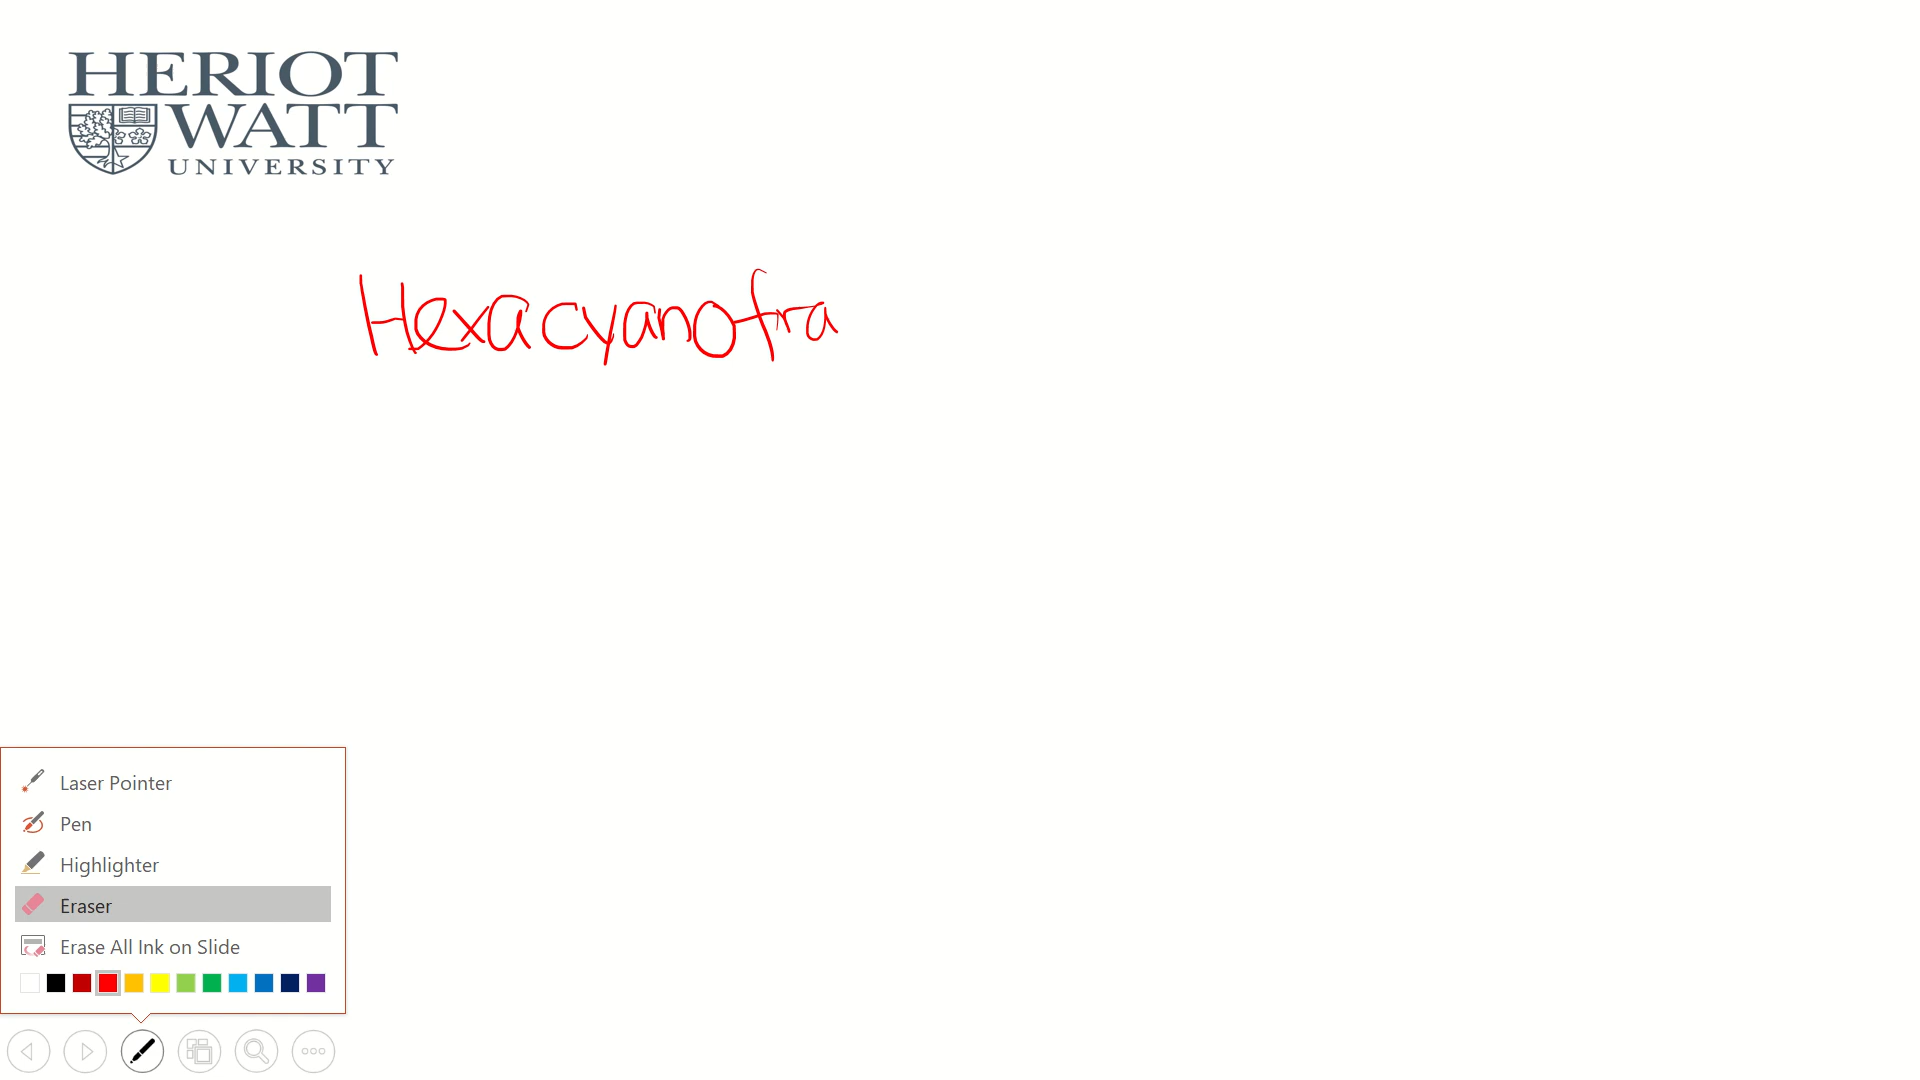 HERIOT
WATT
UNIVERSITY
Hexacyanofra
Laser Pointer
Pen
Highlighter
Eraser
Erase All Ink on Slide